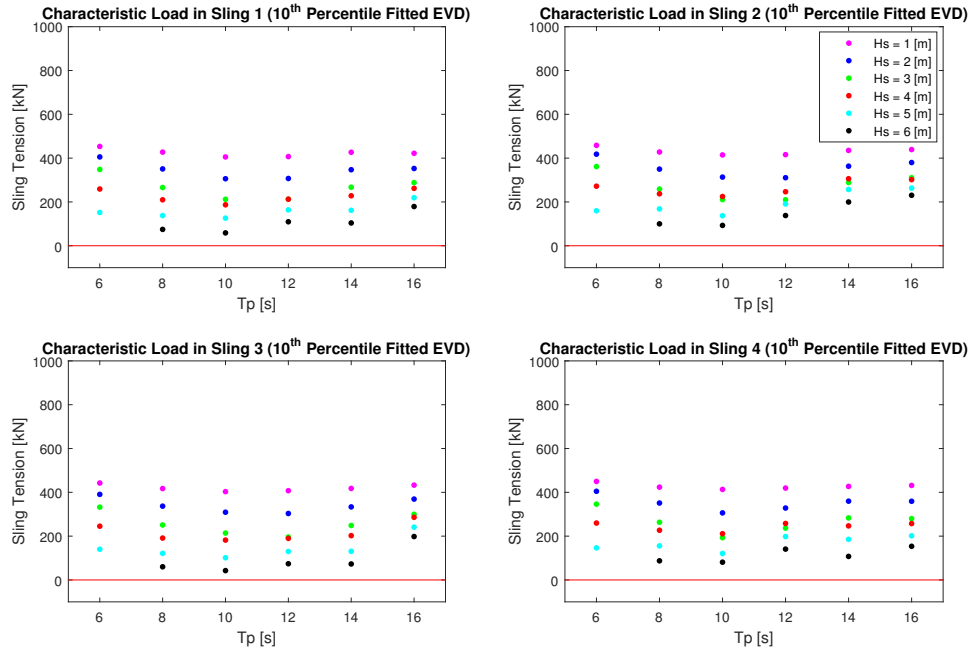 Characteristic Load in Sling 1 (10th Percentile Fitted EVD)
1000
800
600
400
200
0
Sling Tension [kN]
6 8 10 12 14 16
Tp [s]
Characteristic Load in Sling 2 (10th Percentile Fitted EVD)
1000
800
600
400
200
0
Sling Tension [kN]
Hs = 1 [m]
Hs = 2 [m]
Hs = 3 [m]
Hs = 4 [m]
Hs = 5 [m]
Hs = 6 [m]
6 8 10 12 14 16
Tp [s]
Characteristic Load in Sling 3 (10th Percentile Fitted EVD)
1000
800
600
400
200
0
Sling Tension [kN]
6 8 10 12 14 16
Tp [s]
Characteristic Load in Sling 4 (10th Percentile Fitted EVD)
1000
800
600
400
200
0
Sling Tension [kN]
6 8 10 12 14 16
Tp [s]